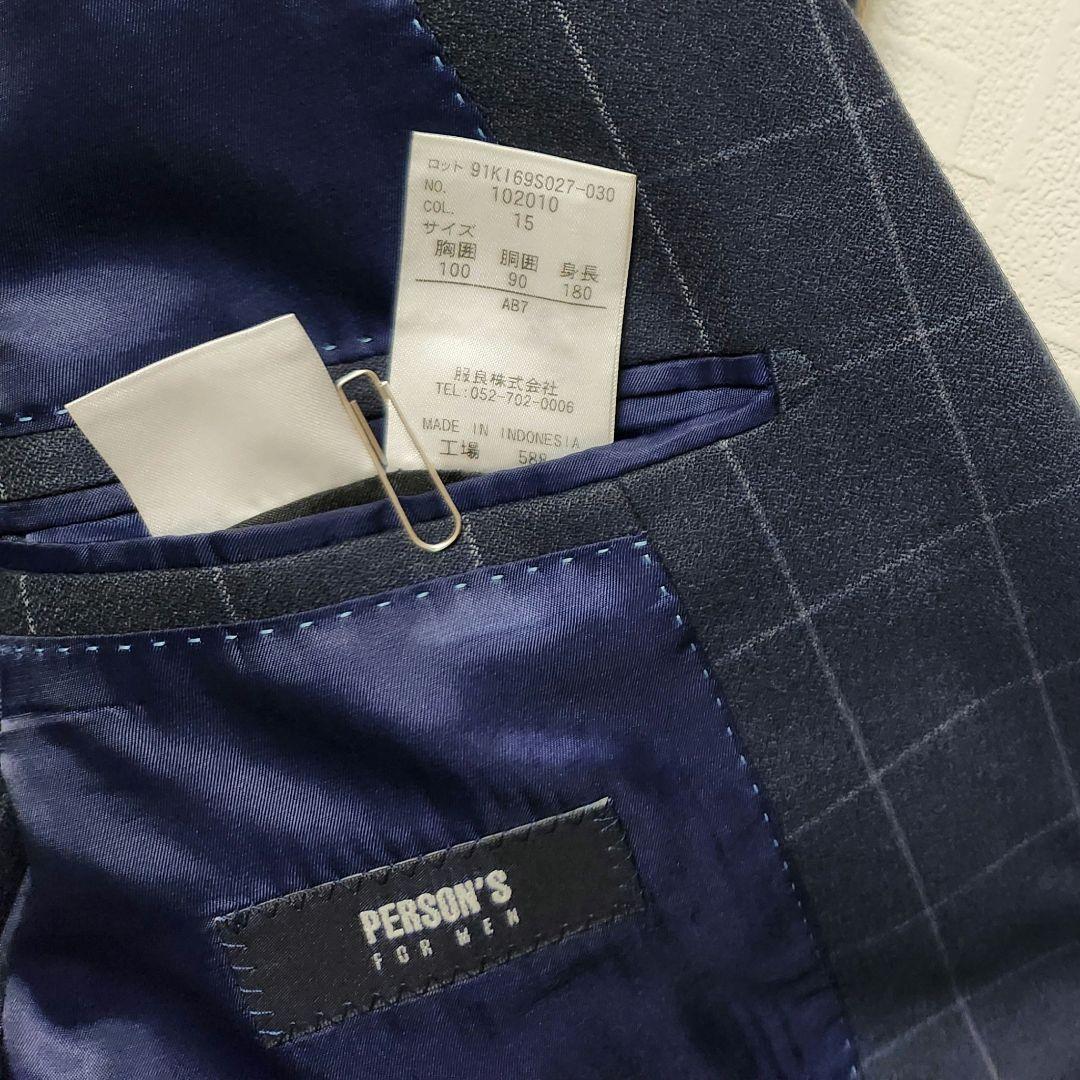 ロット 91KI69S027-030
NO. 102010
COL. 15
サイズ
胸囲 胴囲 身長
100 90 180
AB7
服良株式会社
TEL:052-702-0006
MADE IN INDONESIA
工場 588
PERSON'S
FOR MEN